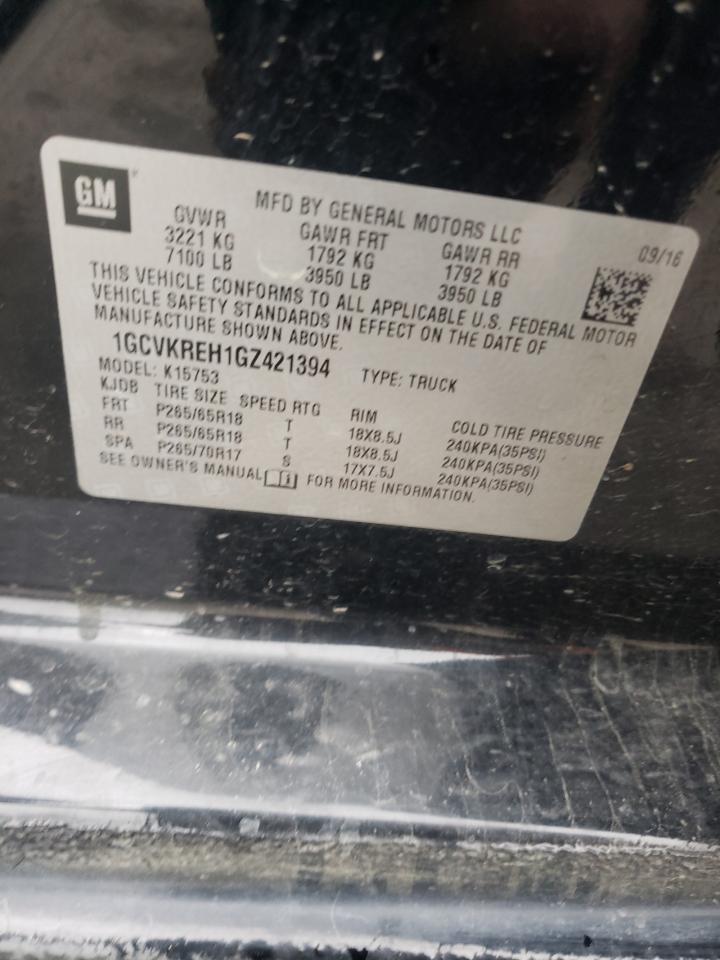 GM
MFD BY GENERAL MOTORS LLC
GVWR GAWR FRT GAWR RR 09/16
3221 KG 1792 KG 1792 KG
7100 LB 3950 LB 3950 LB
THIS VEHICLE CONFORMS TO ALL APPLICABLE U.S. FEDERAL MOTOR
VEHICLE SAFETY STANDARDS IN EFFECT ON THE DATE OF
MANUFACTURE SHOWN ABOVE.
1GCVKREH1GZ421394 TYPE: TRUCK
MODEL: K15753
KJDB TIRE SIZE SPEED RTG RIM COLD TIRE PRESSURE
FRT P265/65R18 T 18X8.5J 240KPA(35PSI)
RR P265/65R18 T 18X8.5J 240KPA(35PSI)
SPA P265/70R17 S 17X7.5J 240KPA(35PSI)
SEE OWNER'S MANUAL FOR MORE INFORMATION.